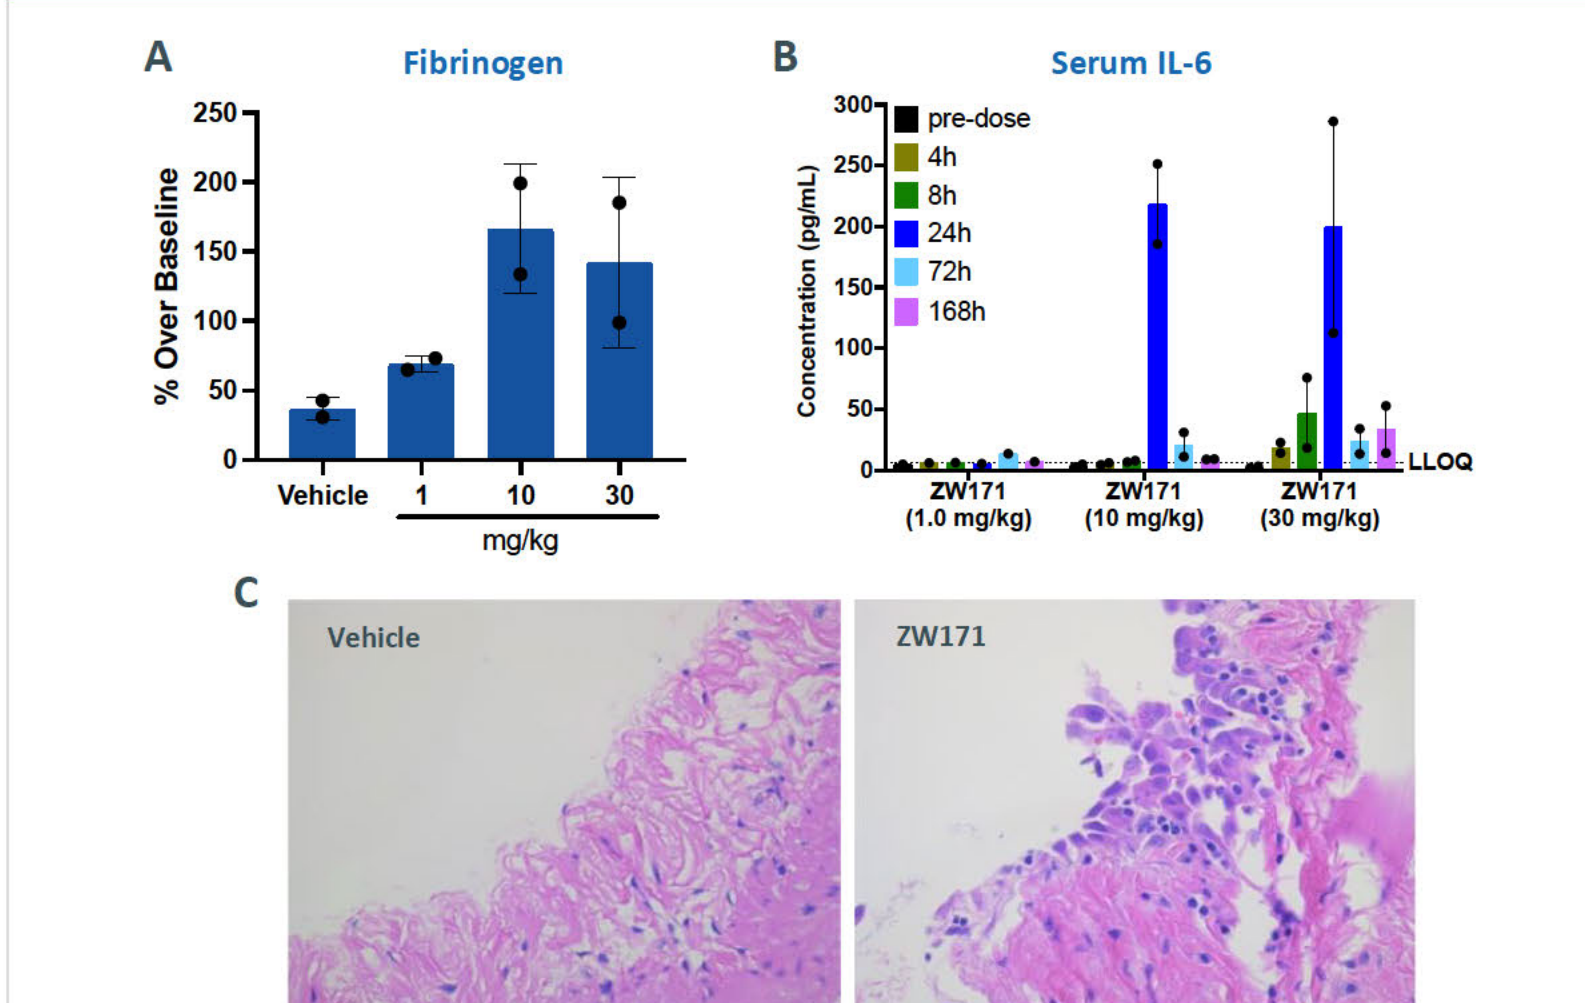 A
Fibrinogen
% Over Baseline
250
200
150
100
50
0
Vehicle
1
10
30
mg/kg
B
Serum IL-6
Concentration (pg/mL)
300
250
200
150
100
50
0
pre-dose
4h
8h
24h
72h
168h
LLOQ
ZW171
(1.0 mg/kg)
ZW171
(10 mg/kg)
ZW171
(30 mg/kg)
C
Vehicle
ZW171